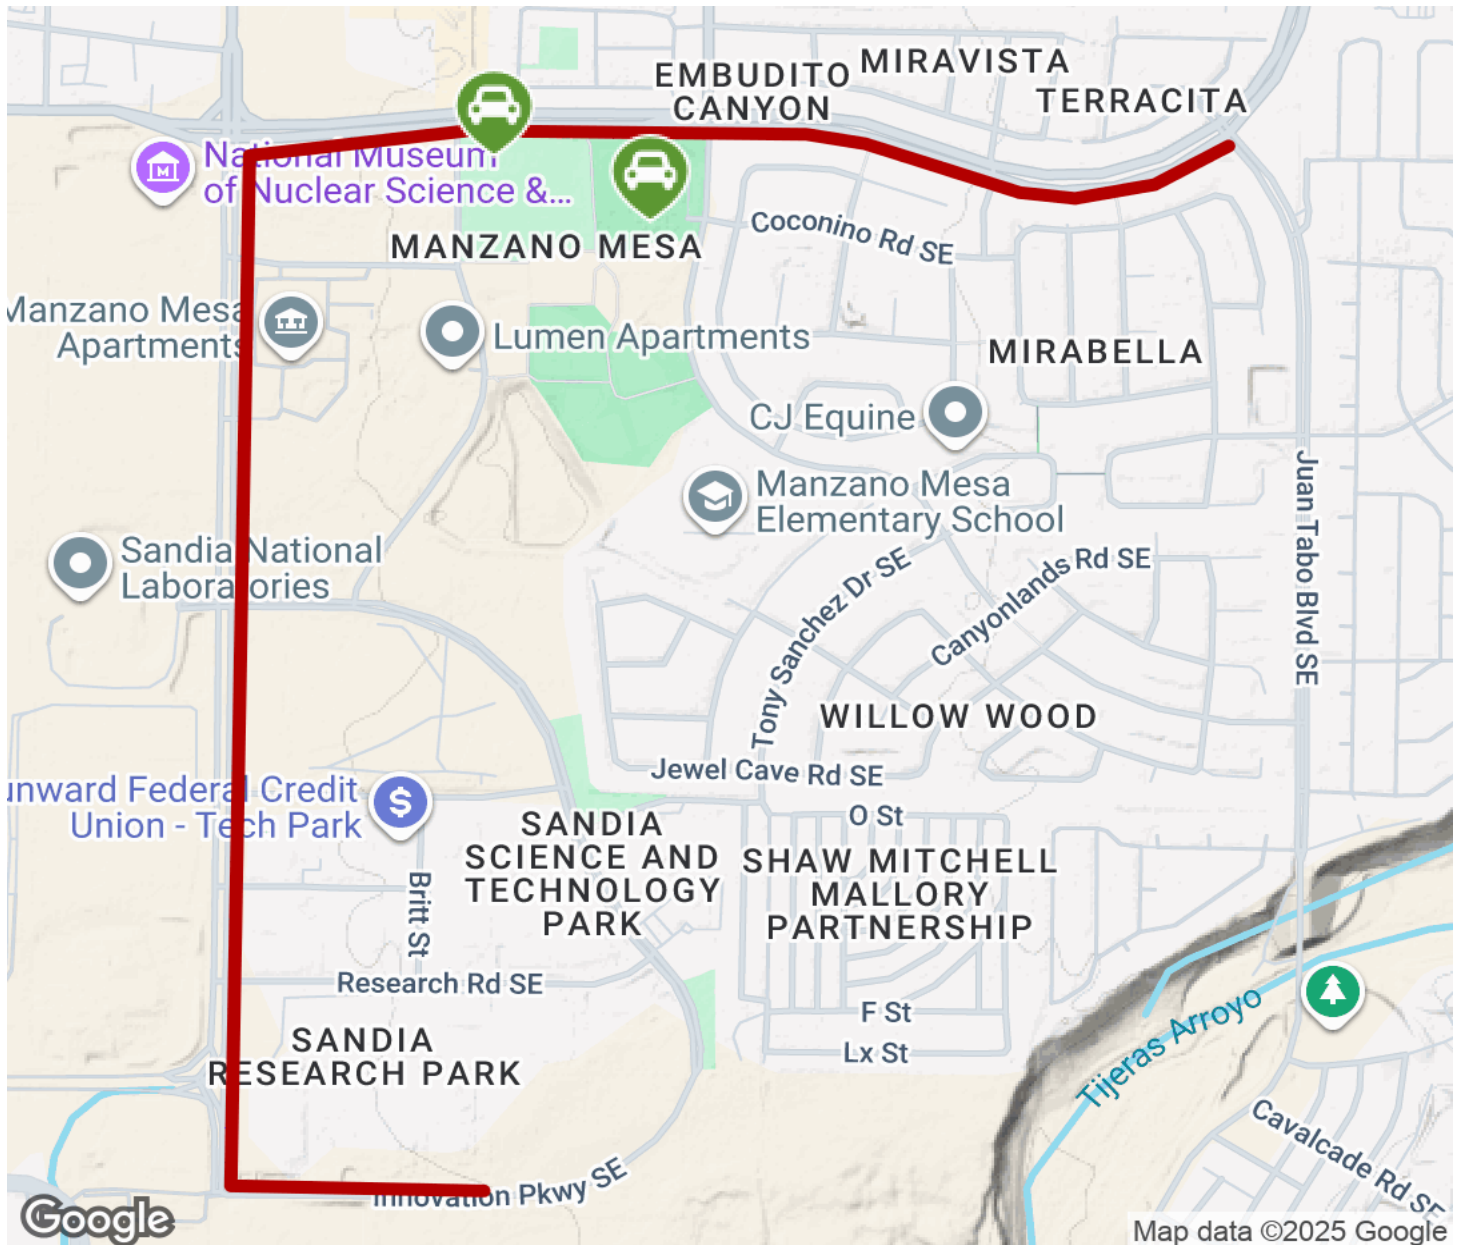 EMBUDITO
CANYON
MIRAVISTA
TERRACITA
National Museum
of Nuclear Science &...
MANZANO MESA
Coconino Rd SE
Manzano Mesa
Apartments
Lumen Apartments
MIRABELLA
CJ Equine
Manzano Mesa
Elementary School
Juan Tabo Blvd SE
Sandia National
Laboratories
Tony Sanchez Dr SE
Canyonlands Rd SE
WILLOW WOOD
Jewel Cave Rd SE
unward Federal Credit
Union - Tech Park
O St
SANDIA
SCIENCE AND
TECHNOLOGY
PARK
SHAW MITCHELL
MALLORY
PARTNERSHIP
Britt St
Research Rd SE
F St
Lx St
SANDIA
RESEARCH PARK
Tijeras Arroyo
Cavalcade Rd SE
Innovation Pkwy SE
Google
Map data ©2025 Google